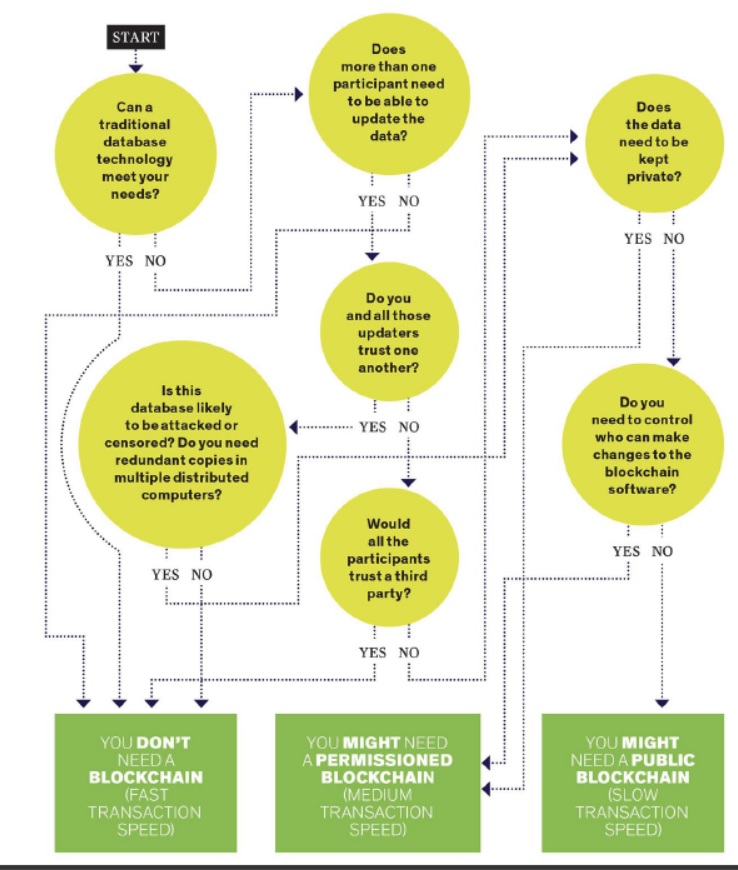 START
Can a
traditional
database
technology
meet your
needs?
YES NO
Does
more than one
participant need
to be able to
update the
data?
YES NO
Does
the data
need to be
kept
private?
YES NO
Do you
and all those
updaters
trust one
another?
YES NO
Is this
database likely
to be attacked or
censored? Do you need
redundant copies in
multiple distributed
computers?
YES NO
Do you
need to control
who can make
changes to the
blockchain
software?
YES NO
Would
all the
participants
trust a third
party?
YES NO
YOU DON'T
NEED A
BLOCKCHAIN
(FAST
TRANSACTION
SPEED)
YOU MIGHT NEED
A PERMISSIONED
BLOCKCHAIN
(MEDIUM
TRANSACTION
SPEED)
YOU MIGHT
NEED A PUBLIC
BLOCKCHAIN
(SLOW
TRANSACTION
SPEED)